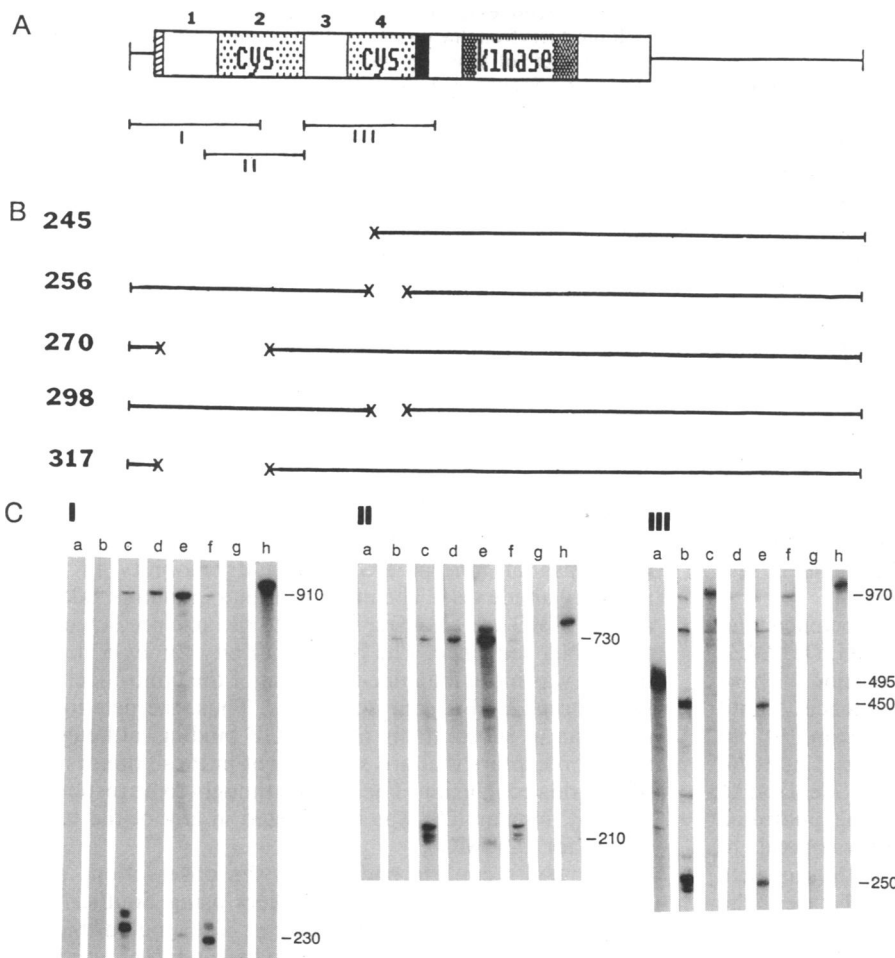 A
1 2 3 4
cys cys kinase
I II III
B
245
256
270
298
317
C
I
a b c d e f g h
-910
-230
II
a b c d e f g h
-730
-210
III
a b c d e f g h
-970
-495
-450
-250